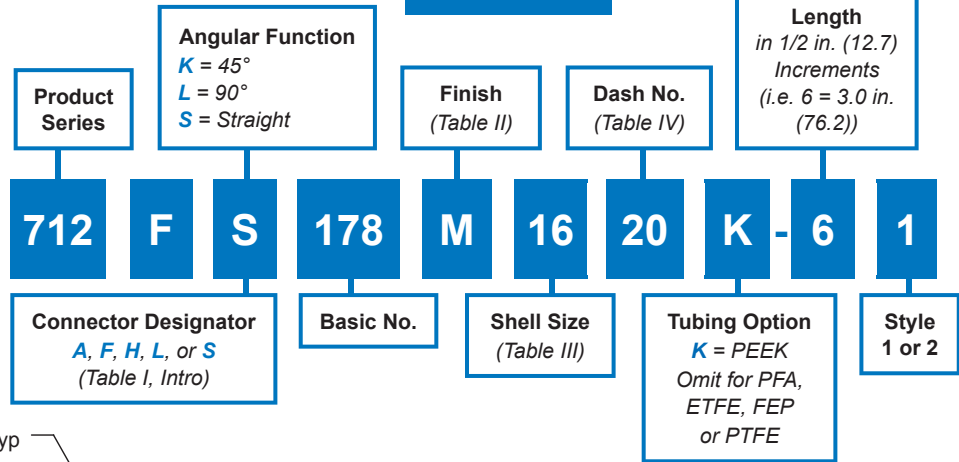 Angular Function
K = 45°
L = 90°
S = Straight
Product
Series
Finish
(Table II)
Dash No.
(Table IV)
Length
in 1/2 in. (12.7)
Increments
(i.e. 6 = 3.0 in.
(76.2))
712 F S 178 M 16 20 K - 6 1
Connector Designator
A, F, H, L, or S
(Table I, Intro)
Basic No.
Shell Size
(Table III)
Tubing Option
K = PEEK
Omit for PFA,
ETFE, FEP
or PTFE
Style
1 or 2